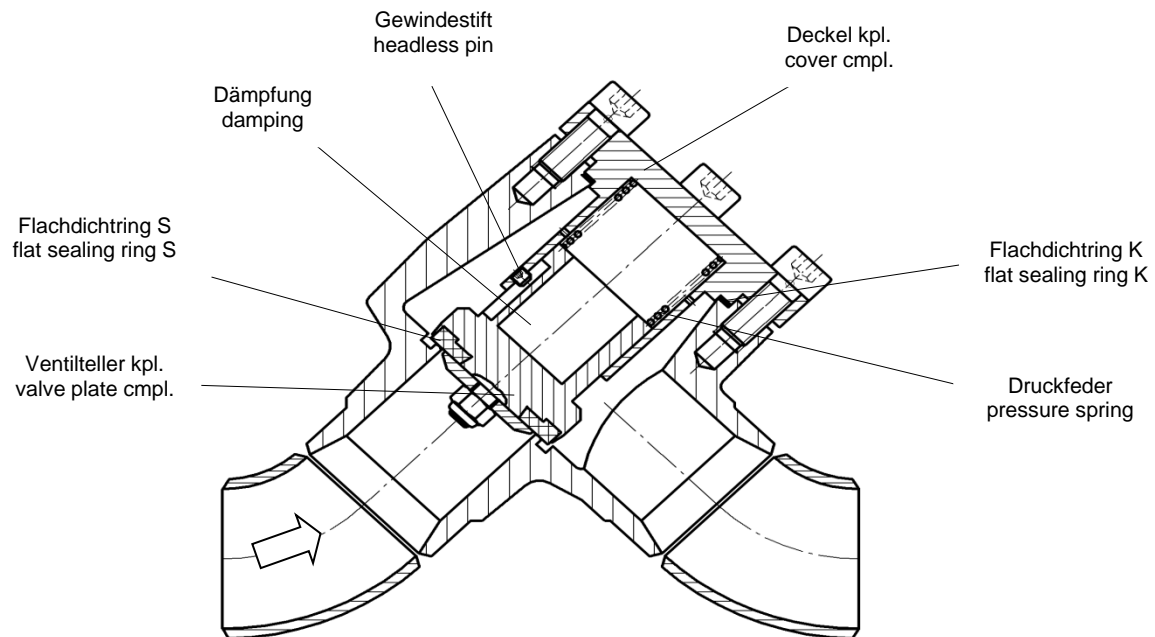 Gewindestift
headless pin
Deckel kpl.
cover cmpl.
Dämpfung
damping
Flachdichtring S
flat sealing ring S
Flachdichtring K
flat sealing ring K
Ventilteller kpl.
valve plate cmpl.
Druckfeder
pressure spring